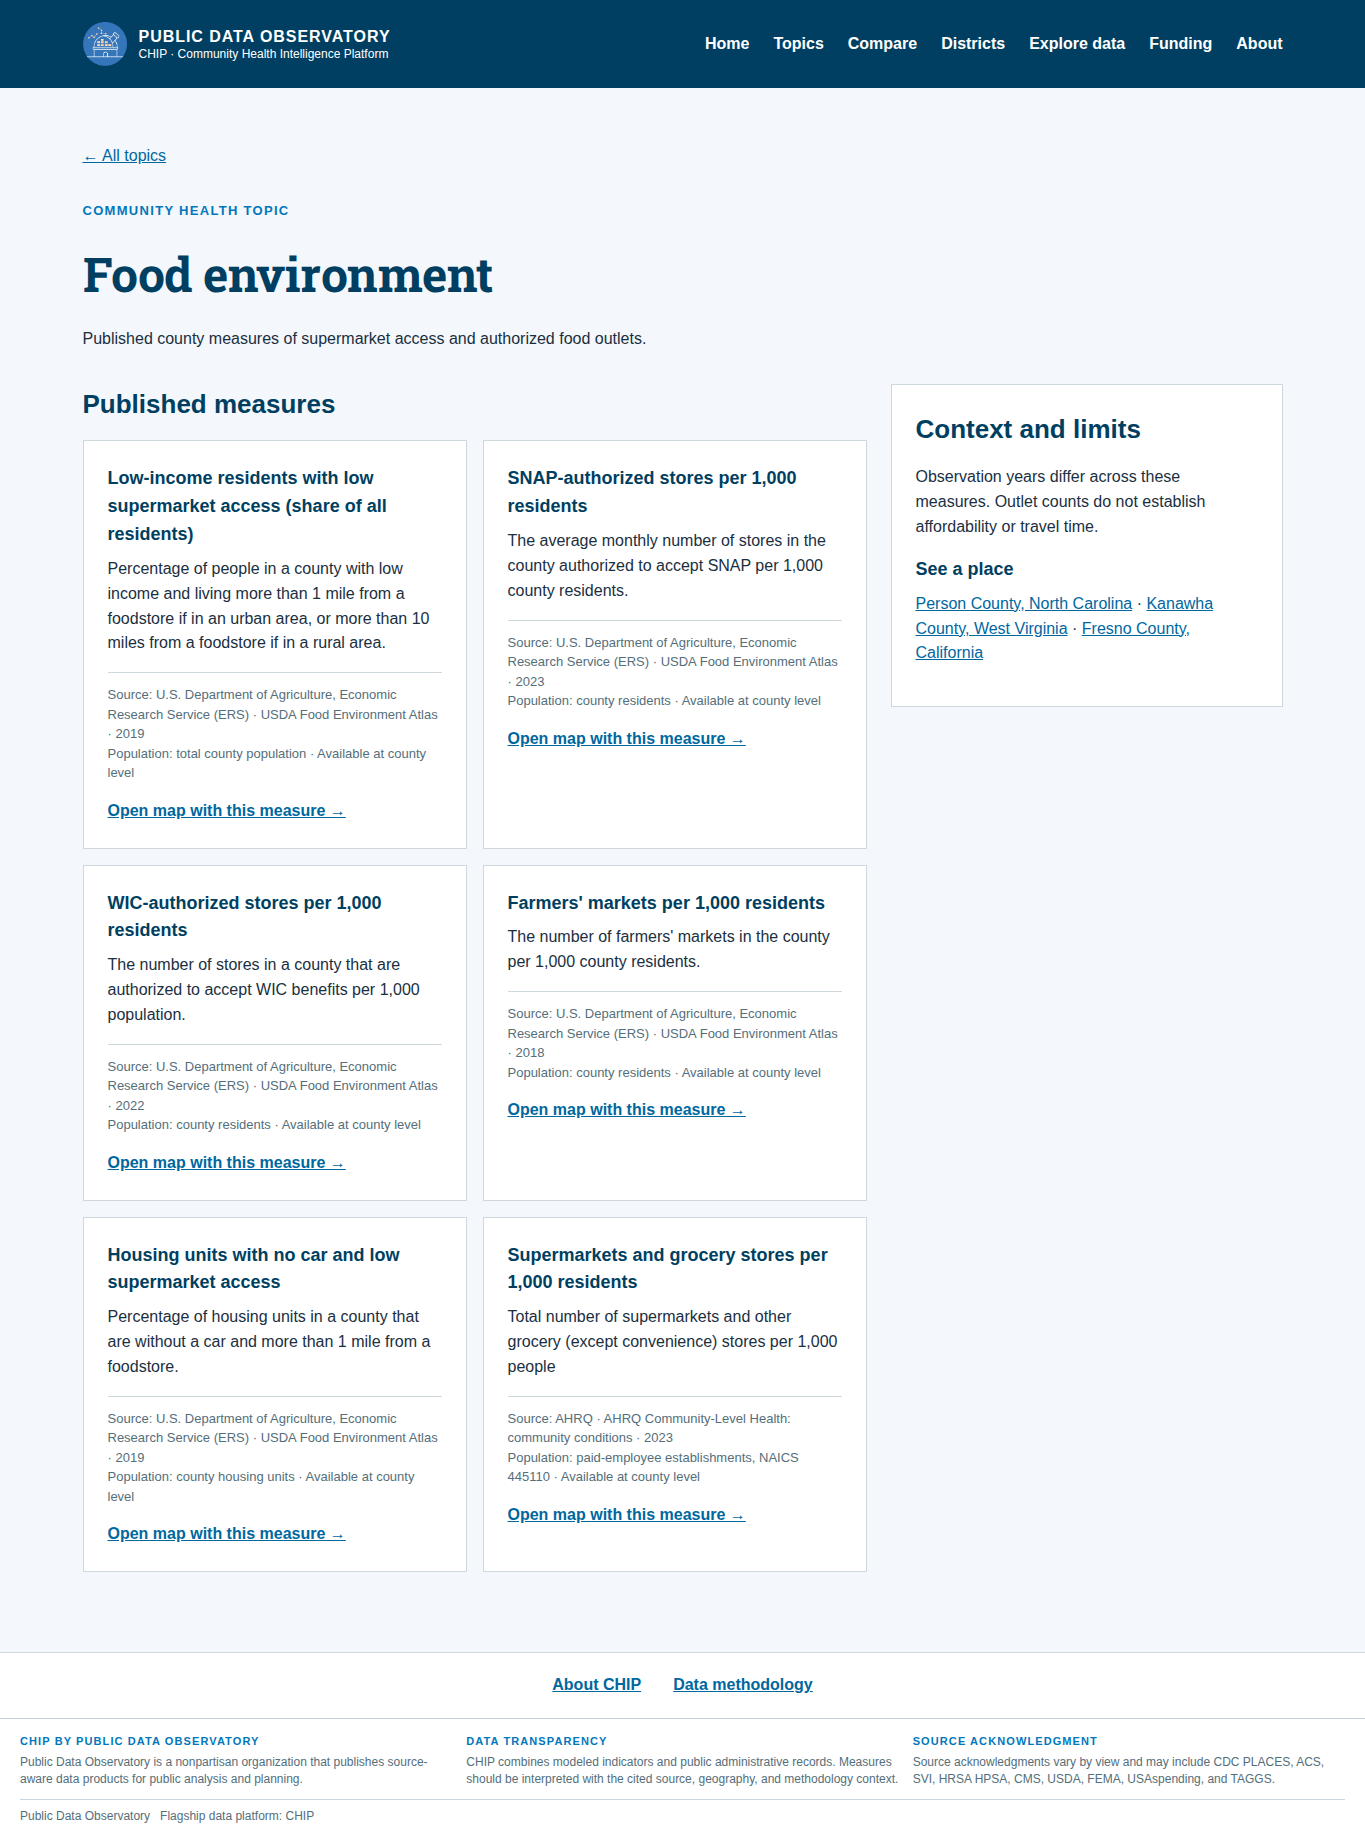 PUBLIC DATA OBSERVATORY
CHIP · Community Health Intelligence Platform
Home Topics Compare Districts Explore data Funding About
← All topics
COMMUNITY HEALTH TOPIC
Food environment
Published county measures of supermarket access and authorized food outlets.
Published measures
Low-income residents with low
supermarket access (share of all
residents)
Percentage of people in a county with low
income and living more than 1 mile from a
foodstore if in an urban area, or more than 10
miles from a foodstore if in a rural area.
Source: U.S. Department of Agriculture, Economic
Research Service (ERS) · USDA Food Environment Atlas
· 2019
Population: total county population · Available at county
level
Open map with this measure →
SNAP-authorized stores per 1,000
residents
The average monthly number of stores in the
county authorized to accept SNAP per 1,000
county residents.
Source: U.S. Department of Agriculture, Economic
Research Service (ERS) · USDA Food Environment Atlas
· 2023
Population: county residents · Available at county level
Open map with this measure →
WIC-authorized stores per 1,000
residents
The number of stores in a county that are
authorized to accept WIC benefits per 1,000
population.
Source: U.S. Department of Agriculture, Economic
Research Service (ERS) · USDA Food Environment Atlas
· 2022
Population: county residents · Available at county level
Open map with this measure →
Farmers' markets per 1,000 residents
The number of farmers' markets in the county
per 1,000 county residents.
Source: U.S. Department of Agriculture, Economic
Research Service (ERS) · USDA Food Environment Atlas
· 2018
Population: county residents · Available at county level
Open map with this measure →
Housing units with no car and low
supermarket access
Percentage of housing units in a county that
are without a car and more than 1 mile from a
foodstore.
Source: U.S. Department of Agriculture, Economic
Research Service (ERS) · USDA Food Environment Atlas
· 2019
Population: county housing units · Available at county
level
Open map with this measure →
Supermarkets and grocery stores per
1,000 residents
Total number of supermarkets and other
grocery (except convenience) stores per 1,000
people
Source: AHRQ · AHRQ Community-Level Health:
community conditions · 2023
Population: paid-employee establishments, NAICS
445110 · Available at county level
Open map with this measure →
Context and limits
Observation years differ across these
measures. Outlet counts do not establish
affordability or travel time.
See a place
Person County, North Carolina · Kanawha
County, West Virginia · Fresno County,
California
About CHIP Data methodology
CHIP BY PUBLIC DATA OBSERVATORY
Public Data Observatory is a nonpartisan organization that publishes source-
aware data products for public analysis and planning.
DATA TRANSPARENCY
CHIP combines modeled indicators and public administrative records. Measures
should be interpreted with the cited source, geography, and methodology context.
SOURCE ACKNOWLEDGMENT
Source acknowledgments vary by view and may include CDC PLACES, ACS,
SVI, HRSA HPSA, CMS, USDA, FEMA, USAspending, and TAGGS.
Public Data Observatory Flagship data platform: CHIP